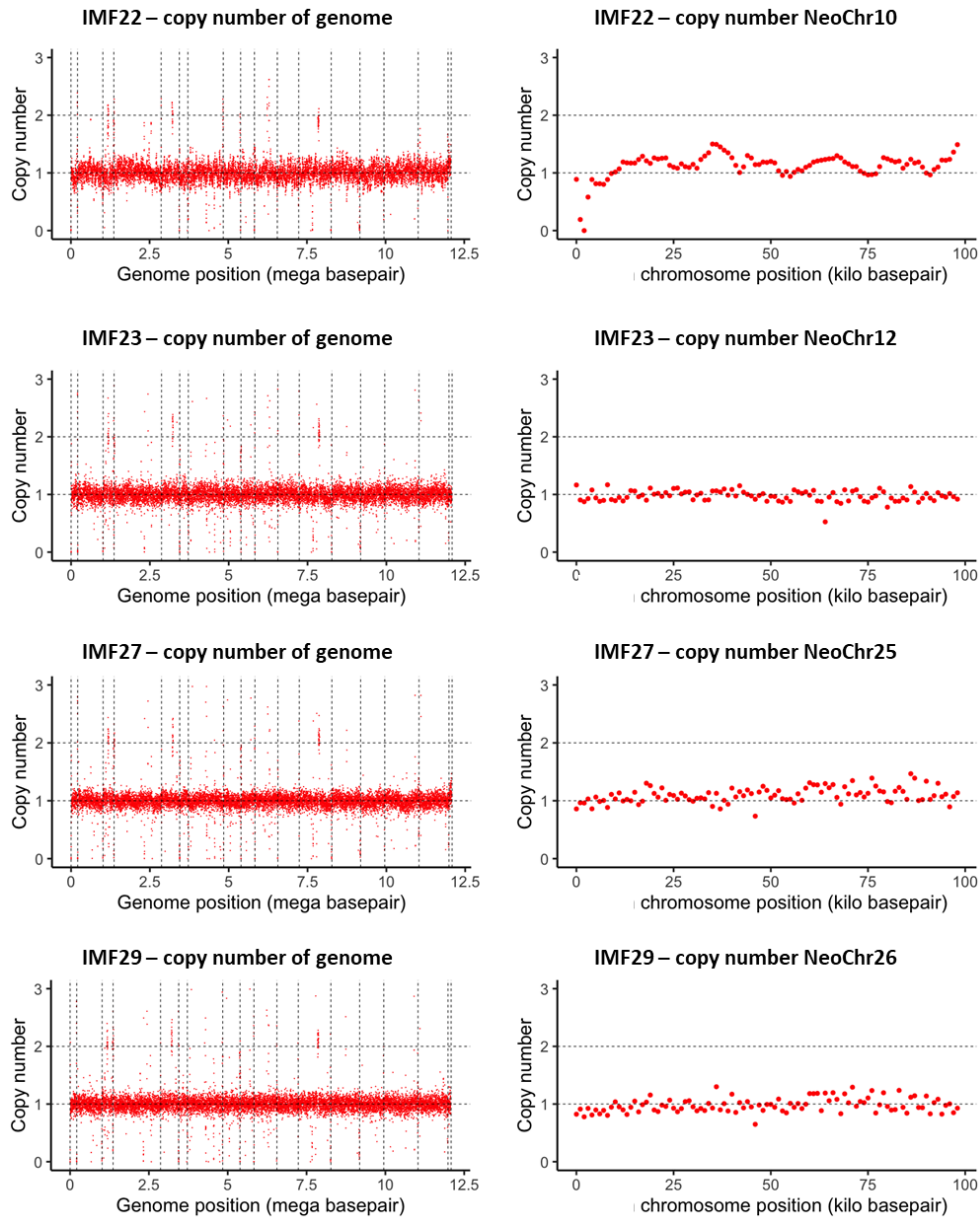 IMF22 – copy number of genome
Copy number
3
2
1
0
0 2.5 5 7.5 10 12.5
Genome position (mega basepair)
IMF22 – copy number NeoChr10
Copy number
3
2
1
0
0 25 50 75 100
chromosome position (kilo basepair)
IMF23 – copy number of genome
Copy number
3
2
1
0
0 2.5 5 7.5 10 12.5
Genome position (mega basepair)
IMF23 – copy number NeoChr12
Copy number
3
2
1
0
0 25 50 75 100
chromosome position (kilo basepair)
IMF27 – copy number of genome
Copy number
3
2
1
0
0 2.5 5 7.5 10 12.5
Genome position (mega basepair)
IMF27 – copy number NeoChr25
Copy number
3
2
1
0
0 25 50 75 100
chromosome position (kilo basepair)
IMF29 – copy number of genome
Copy number
3
2
1
0
0 2.5 5 7.5 10 12.5
Genome position (mega basepair)
IMF29 – copy number NeoChr26
Copy number
3
2
1
0
0 25 50 75 100
chromosome position (kilo basepair)